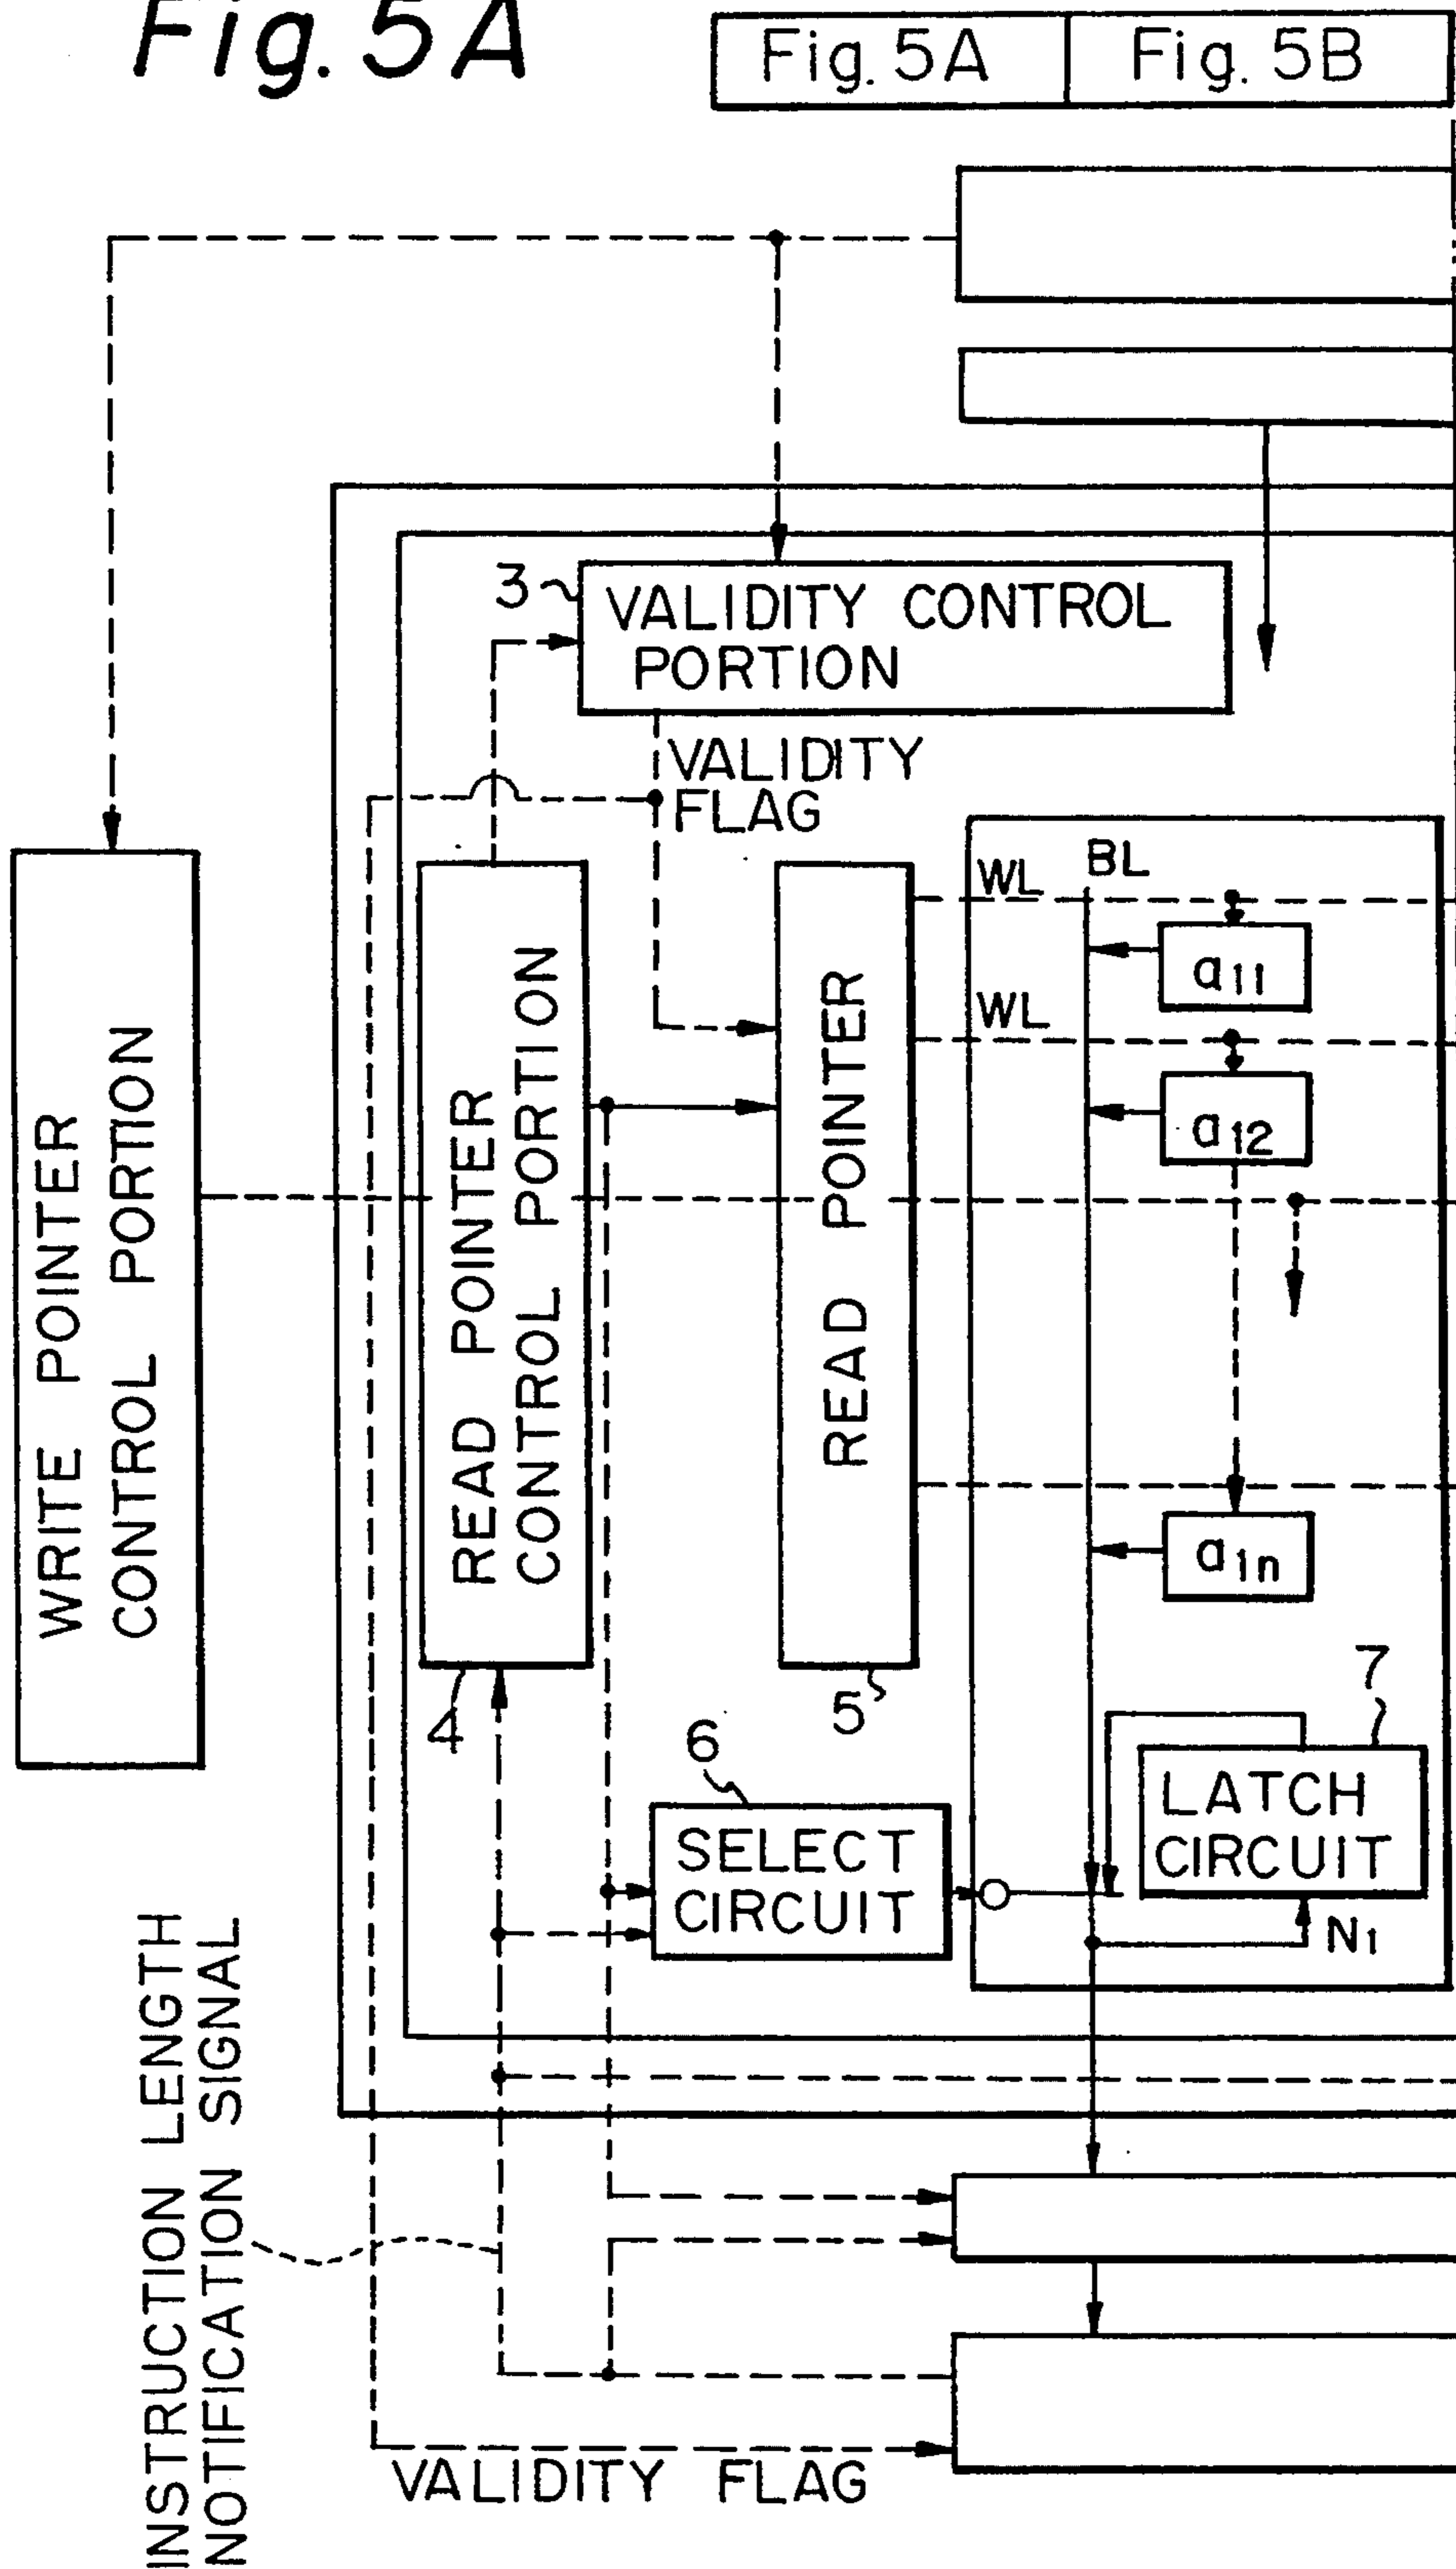 Fig. 5A
Fig. 5A
Fig. 5B
3
VALIDITY CONTROL
PORTION
VALIDITY
FLAG
WRITE POINTER
CONTROL PORTION
READ POINTER
CONTROL PORTION
4
READ POINTER
5
WL
BL
a11
WL
a12
a1n
7
LATCH
CIRCUIT
N1
6
SELECT
CIRCUIT
INSTRUCTION LENGTH
NOTIFICATION SIGNAL
VALIDITY FLAG